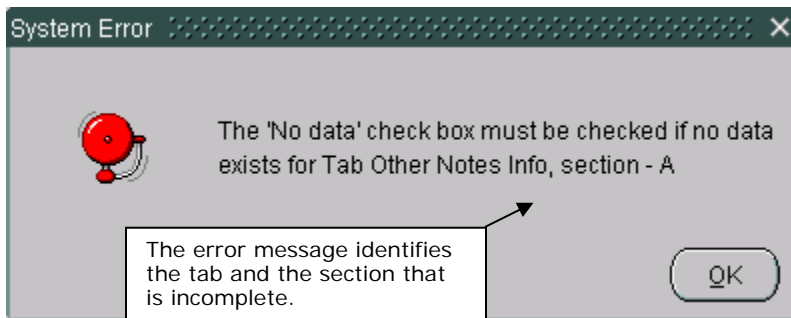 System Error
The 'No data' check box must be checked if no data
exists for Tab Other Notes Info, section - A
The error message identifies
the tab and the section that
is incomplete.
OK